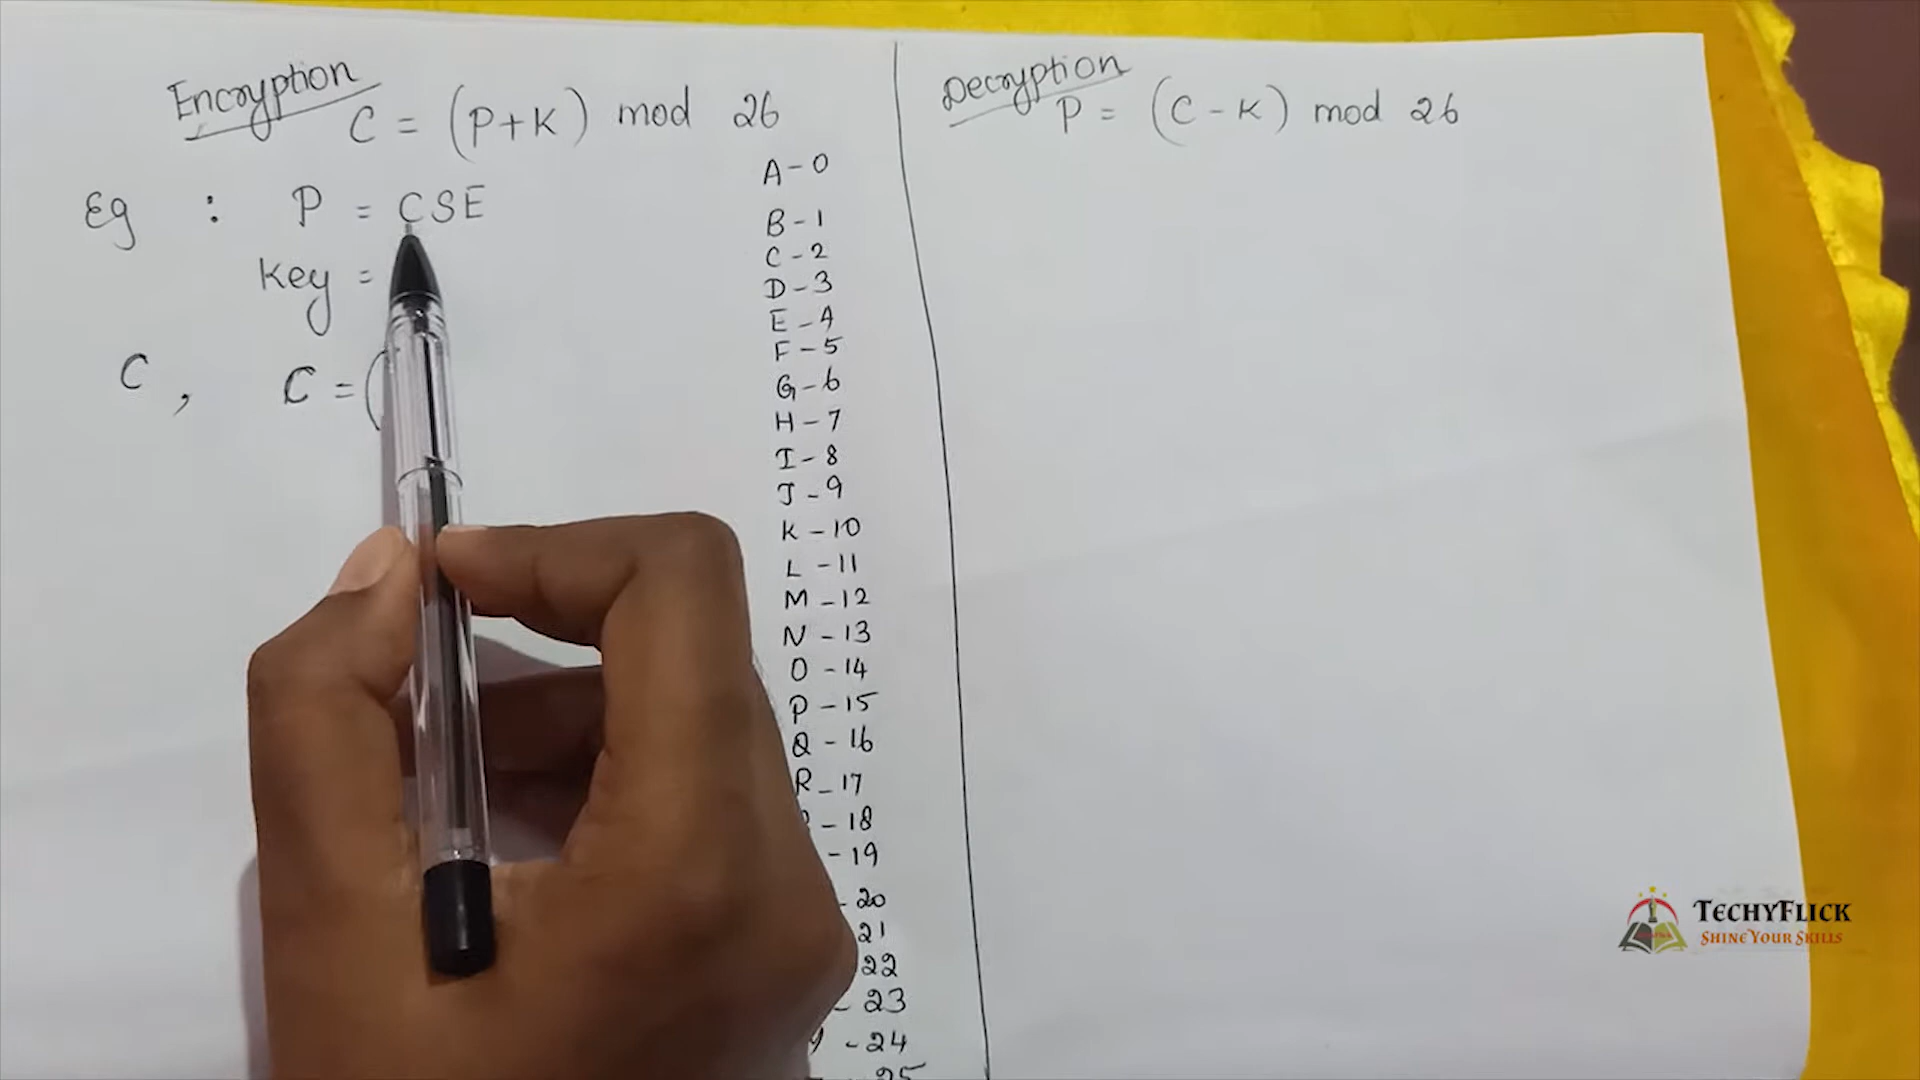 Encryption
C = (P+K) mod 26
Eg : P = CSE
Key =
C, C = (
A - 0
B - 1
C - 2
D - 3
E - 4
F - 5
G - 6
H - 7
I - 8
J - 9
K - 10
L - 11
M - 12
N - 13
O - 14
P - 15
Q - 16
R - 17
- 18
- 19
- 20
21
22
- 23
- 24
- 25
Decryption
P = (C - K) mod 26
TECHYFLICK
SHINE YOUR SKILLS